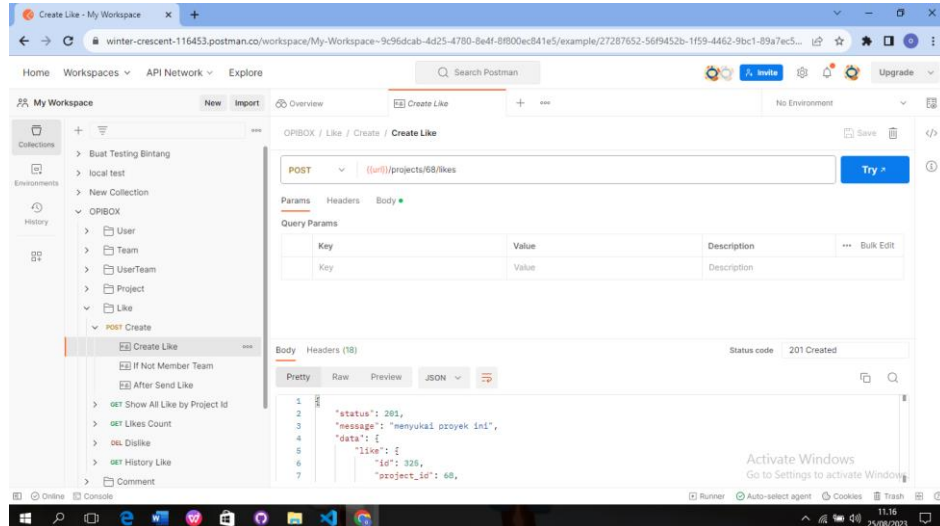 Create Like - My Workspace
winter-crescent-116453.postman.co/workspace/My-Workspace~9c96dcab-4d25-4780-8e4f-8f800ec841e5/example/27287652-56f9452b-1f59-4462-9bc1-89a7ec5...
Home Workspaces API Network Explore Search Postman Invite Upgrade
My Workspace New Import Overview e.g. Create Like No Environment
Collections
Environments
History
Buat Testing Bintang
local test
New Collection
OPIBOX
User
Team
UserTeam
Project
Like
POST Create
e.g. Create Like
e.g. If Not Member Team
e.g. After Send Like
GET Show All Like by Project Id
GET Likes Count
DEL Dislike
GET History Like
Comment
OPIBOX / Like / Create / Create Like Save
POST {{url}}/projects/68/likes Try
Params Headers Body
Query Params
Key Value Description Bulk Edit
Key Value Description
Body Headers (18) Status code 201 Created
Pretty Raw Preview JSON
1 {
2 "status": 201,
3 "message": "menyukai proyek ini",
4 "data": {
5 "like": {
6 "id": 325,
7 "project_id": 68,
Activate Windows
Go to Settings to activate Windows.
Online Console Runner Auto-select agent Cookies Trash
11.16
25/08/2023